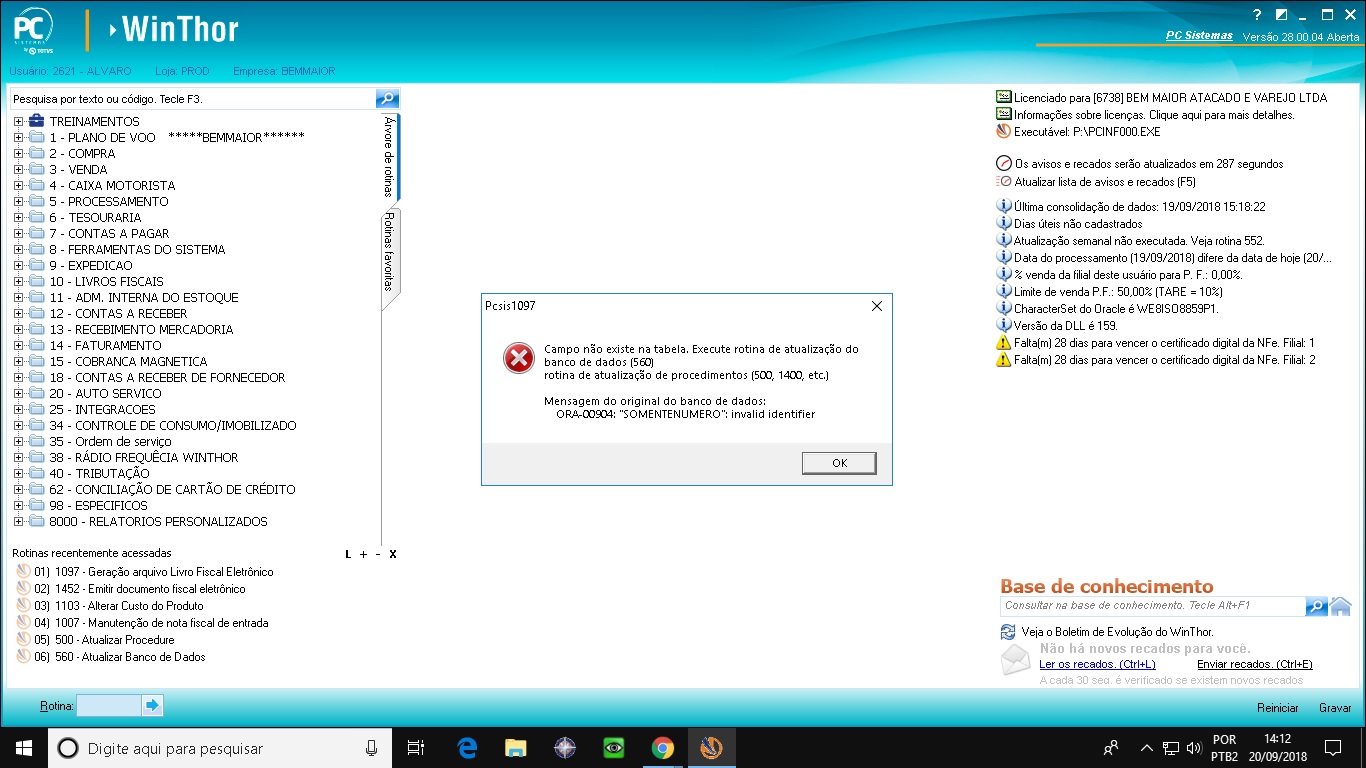 PC
SISTEMAS
by TOTVS
WinThor
?
PC Sistemas
Versão 28.00.04 Aberta
Usuário: 2621 - ALVARO Loja: PROD Empresa: BEMMAIOR
Pesquisa por texto ou código. Tecle F3.
TREINAMENTOS
1 - PLANO DE VOO *****BEMMAIOR******
2 - COMPRA
3 - VENDA
4 - CAIXA MOTORISTA
5 - PROCESSAMENTO
6 - TESOURARIA
7 - CONTAS A PAGAR
8 - FERRAMENTAS DO SISTEMA
9 - EXPEDICAO
10 - LIVROS FISCAIS
11 - ADM. INTERNA DO ESTOQUE
12 - CONTAS A RECEBER
13 - RECEBIMENTO MERCADORIA
14 - FATURAMENTO
15 - COBRANCA MAGNETICA
18 - CONTAS A RECEBER DE FORNECEDOR
20 - AUTO SERVICO
25 - INTEGRACOES
34 - CONTROLE DE CONSUMO/IMOBILIZADO
35 - Ordem de serviço
38 - RÁDIO FREQUÊCIA WINTHOR
40 - TRIBUTAÇÃO
62 - CONCILIAÇÃO DE CARTÃO DE CRÉDITO
98 - ESPECIFICOS
8000 - RELATORIOS PERSONALIZADOS
Árvore de rotinas
Rotinas favoritas
Rotinas recentemente acessadas L + - X
01) 1097 - Geração arquivo Livro Fiscal Eletrônico
02) 1452 - Emitir documento fiscal eletrônico
03) 1103 - Alterar Custo do Produto
04) 1007 - Manutenção de nota fiscal de entrada
05) 500 - Atualizar Procedure
06) 560 - Atualizar Banco de Dados
Pcsis1097
Campo não existe na tabela. Execute rotina de atualização do
banco de dados (560)
rotina de atualização de procedimentos (500, 1400, etc.)
Mensagem do original do banco de dados:
ORA-00904: "SOMENTENUMERO": invalid identifier
OK
Licenciado para [6738] BEM MAIOR ATACADO E VAREJO LTDA
Informações sobre licenças. Clique aqui para mais detalhes.
Executável: P:\PCINF000.EXE
Os avisos e recados serão atualizados em 287 segundos
Atualizar lista de avisos e recados (F5)
Última consolidação de dados: 19/09/2018 15:18:22
Dias úteis não cadastrados
Atualização semanal não executada. Veja rotina 552.
Data do processamento (19/09/2018) difere da data de hoje (20/...
% venda da filial deste usuário para P. F.: 0,00%.
Limite de venda P.F.: 50,00% (TARE = 10%)
CharacterSet do Oracle é WE8ISO8859P1.
Versão da DLL é 159.
Falta(m) 28 dias para vencer o certificado digital da NFe. Filial: 1
Falta(m) 28 dias para vencer o certificado digital da NFe. Filial: 2
Base de conhecimento
Consultar na base de conhecimento. Tecle Alt+F1
Veja o Boletim de Evolução do WinThor.
Não há novos recados para você.
Ler os recados. (Ctrl+L) Enviar recados. (Ctrl+E)
A cada 30 seg. é verificado se existem novos recados
Rotina:
Reiniciar Gravar
Digite aqui para pesquisar
POR
PTB2
14:12
20/09/2018